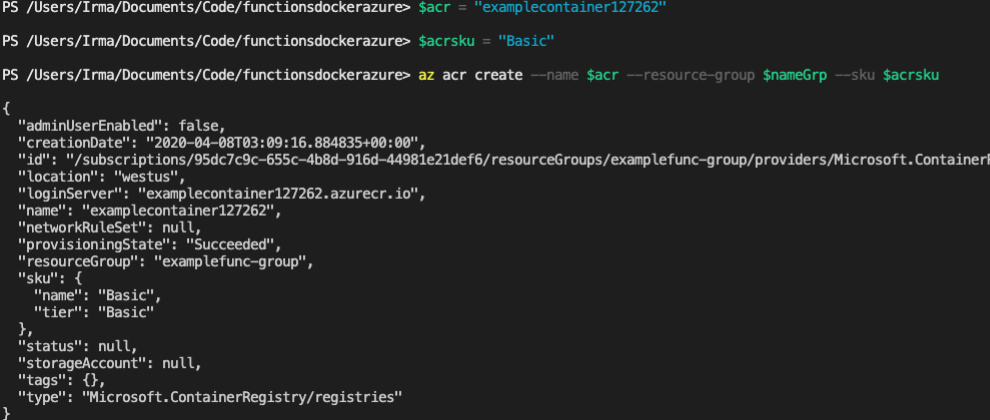 PS /Users/Irma/Documents/Code/functionsdockerazure> $acr = "examplecontainer127262"
PS /Users/Irma/Documents/Code/functionsdockerazure> $acrsku = "Basic"
PS /Users/Irma/Documents/Code/functionsdockerazure> az acr create --name $acr --resource-group $nameGrp --sku $acrsku
{
  "adminUserEnabled": false,
  "creationDate": "2020-04-08T03:09:16.884835+00:00",
  "id": "/subscriptions/95dc7c9c-655c-4b8d-916d-44981e21def6/resourceGroups/examplefunc-group/providers/Microsoft.ContainerR
  "location": "westus",
  "loginServer": "examplecontainer127262.azurecr.io",
  "name": "examplecontainer127262",
  "networkRuleSet": null,
  "provisioningState": "Succeeded",
  "resourceGroup": "examplefunc-group",
  "sku": {
    "name": "Basic",
    "tier": "Basic"
  },
  "status": null,
  "storageAccount": null,
  "tags": {},
  "type": "Microsoft.ContainerRegistry/registries"
}